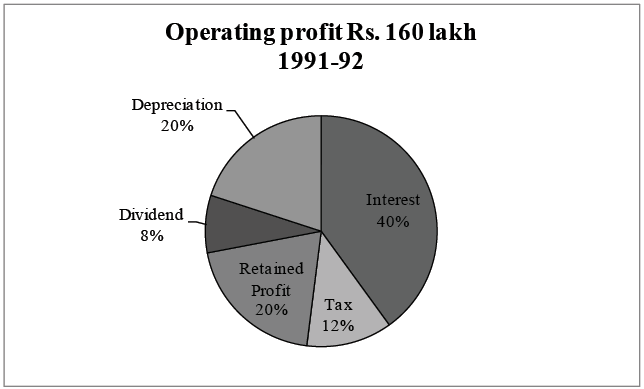 Operating profit Rs. 160 lakh
1991-92
Depreciation
20%
Interest
40%
Dividend
8%
Retained
Profit
20%
Tax
12%